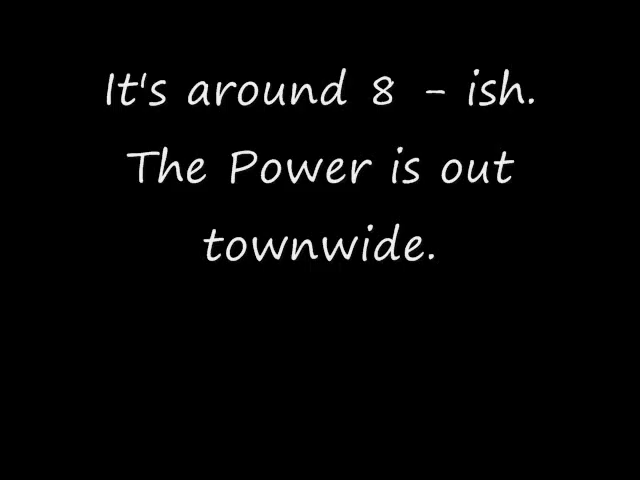 It's around 8 - ish.
The Power is out
townwide.